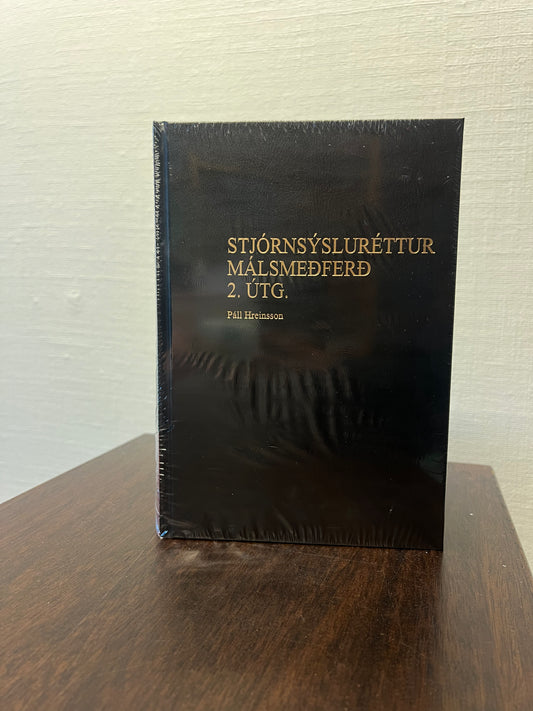 STJÓRNSÝSLURÉTTUR
MÁLSMEÐFERÐ
2. ÚTG.
Páll Hreinsson